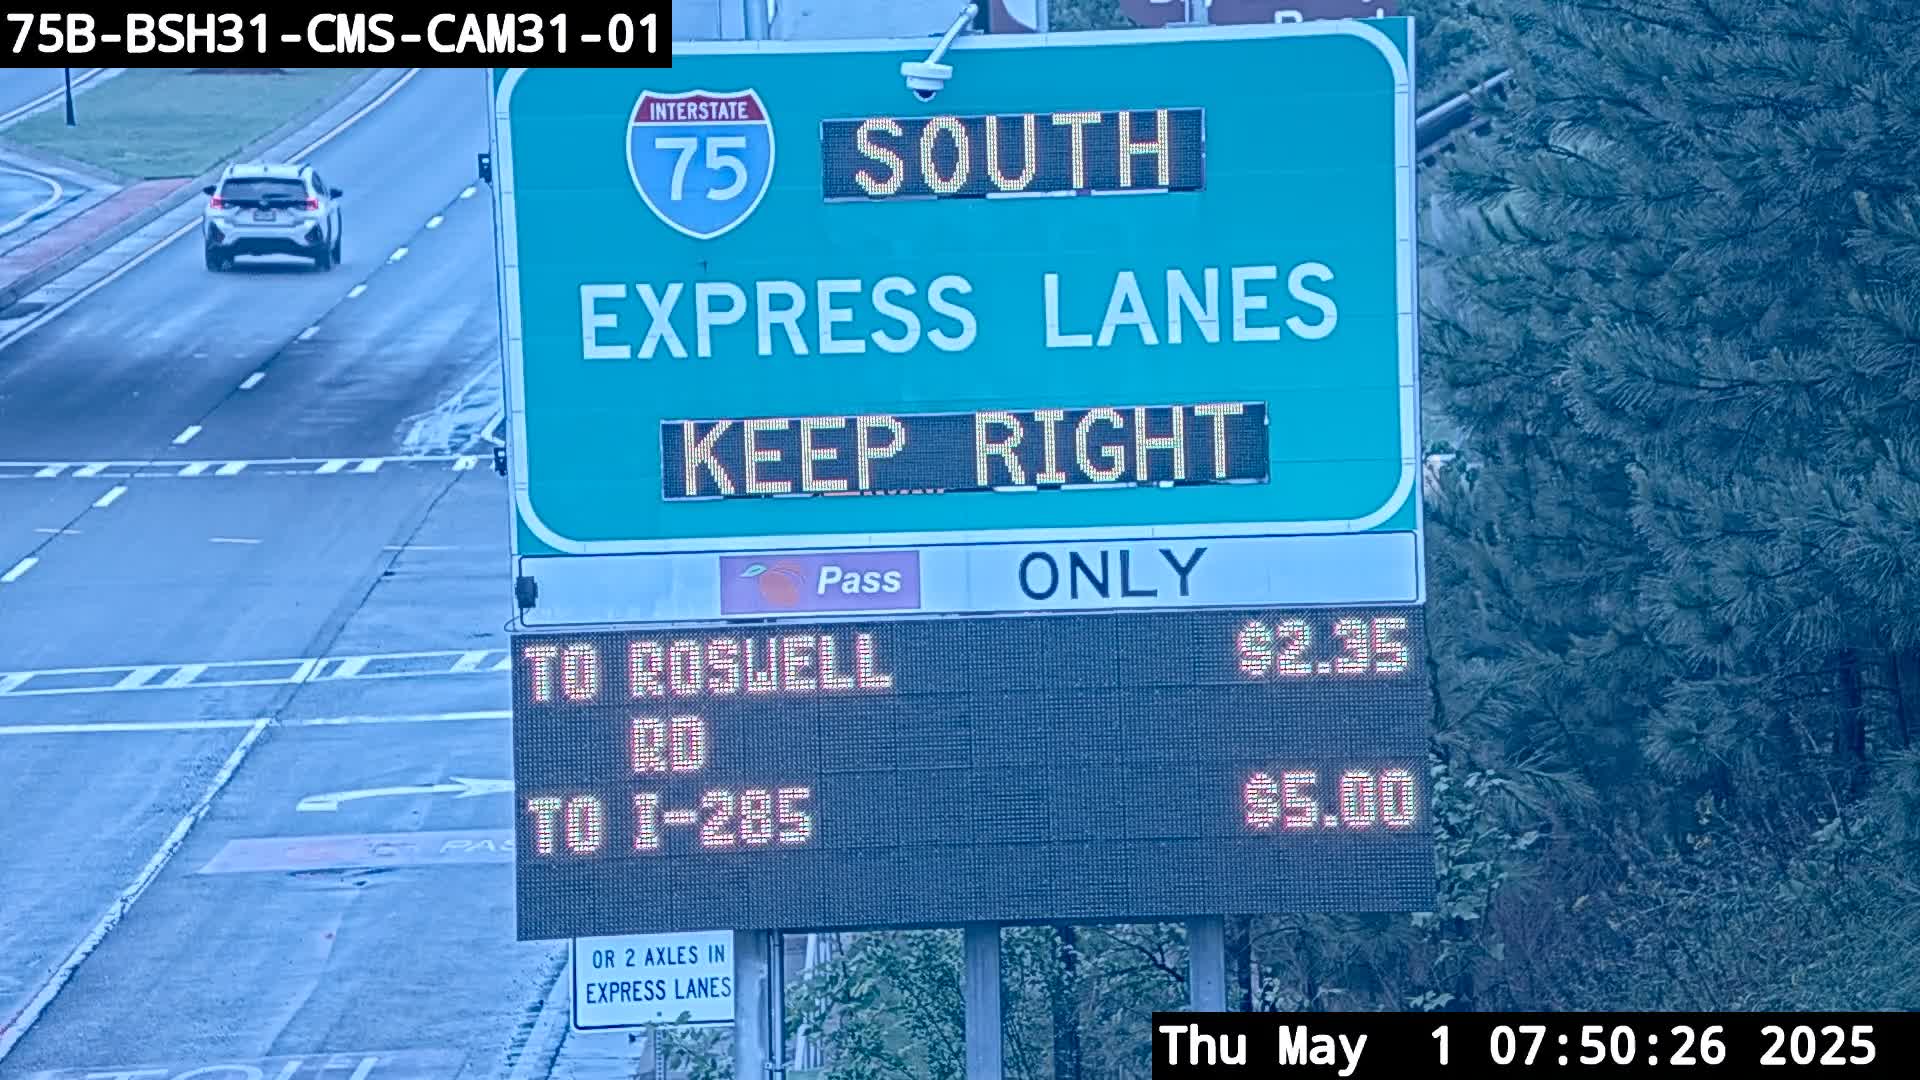 75B-BSH31-CMS-CAM31-01
INTERSTATE
75
SOUTH
EXPRESS LANES
KEEP RIGHT
Pass ONLY
TO ROSWELL $2.35
RD
TO I-285 $5.00
OR 2 AXLES IN
EXPRESS LANES
Thu May 1 07:50:26 2025